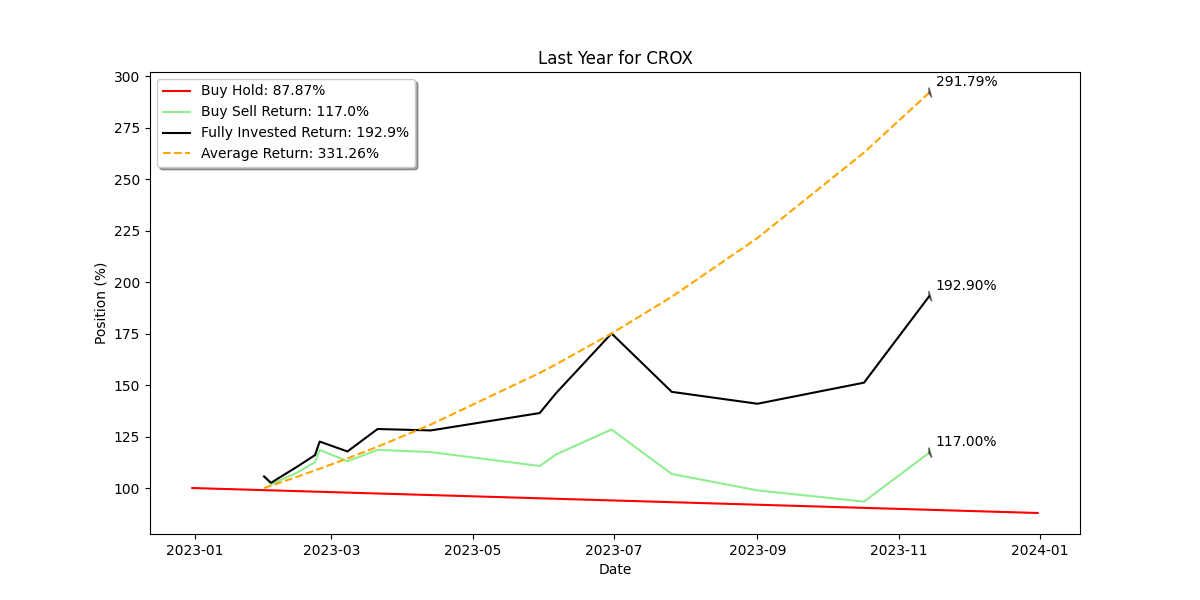 Last Year for CROX
Buy Hold: 87.87%
Buy Sell Return: 117.0%
Fully Invested Return: 192.9%
Average Return: 331.26%
291.79%
192.90%
117.00%
300
275
250
225
200
175
150
125
100
Position (%)
2023-01 2023-03 2023-05 2023-07 2023-09 2023-11 2024-01
Date